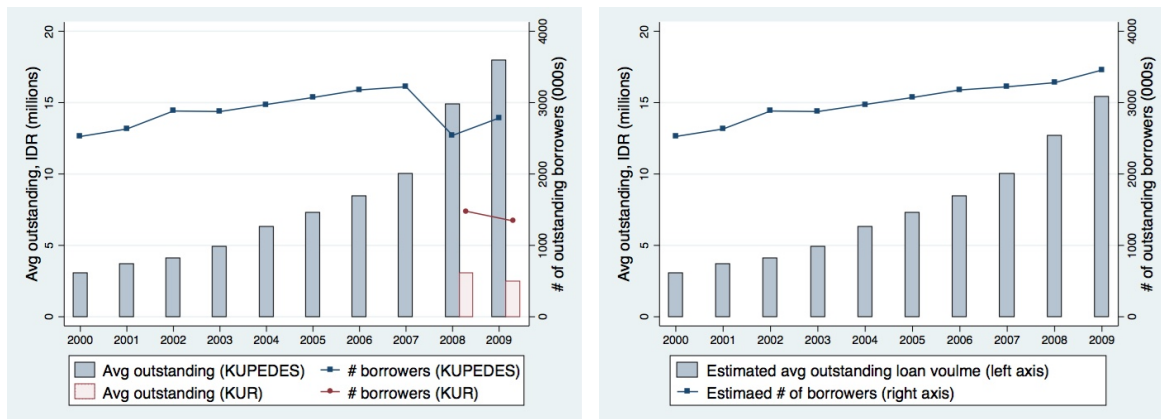 Avg outstanding, IDR (millions)
20
15
10
5
0
# of outstanding borrowers (000s)
4000
3000
2000
1000
0
2000 2001 2002 2003 2004 2005 2006 2007 2008 2009
Avg outstanding (KUPEDES) # borrowers (KUPEDES)
Avg outstanding (KUR) # borrowers (KUR)
Avg outstanding, IDR (millions)
20
15
10
5
0
# of outstanding borrowers (000s)
4000
3000
2000
1000
0
2000 2001 2002 2003 2004 2005 2006 2007 2008 2009
Estimated avg outstanding loan voulme (left axis)
Estimaed # of borrowers (right axis)